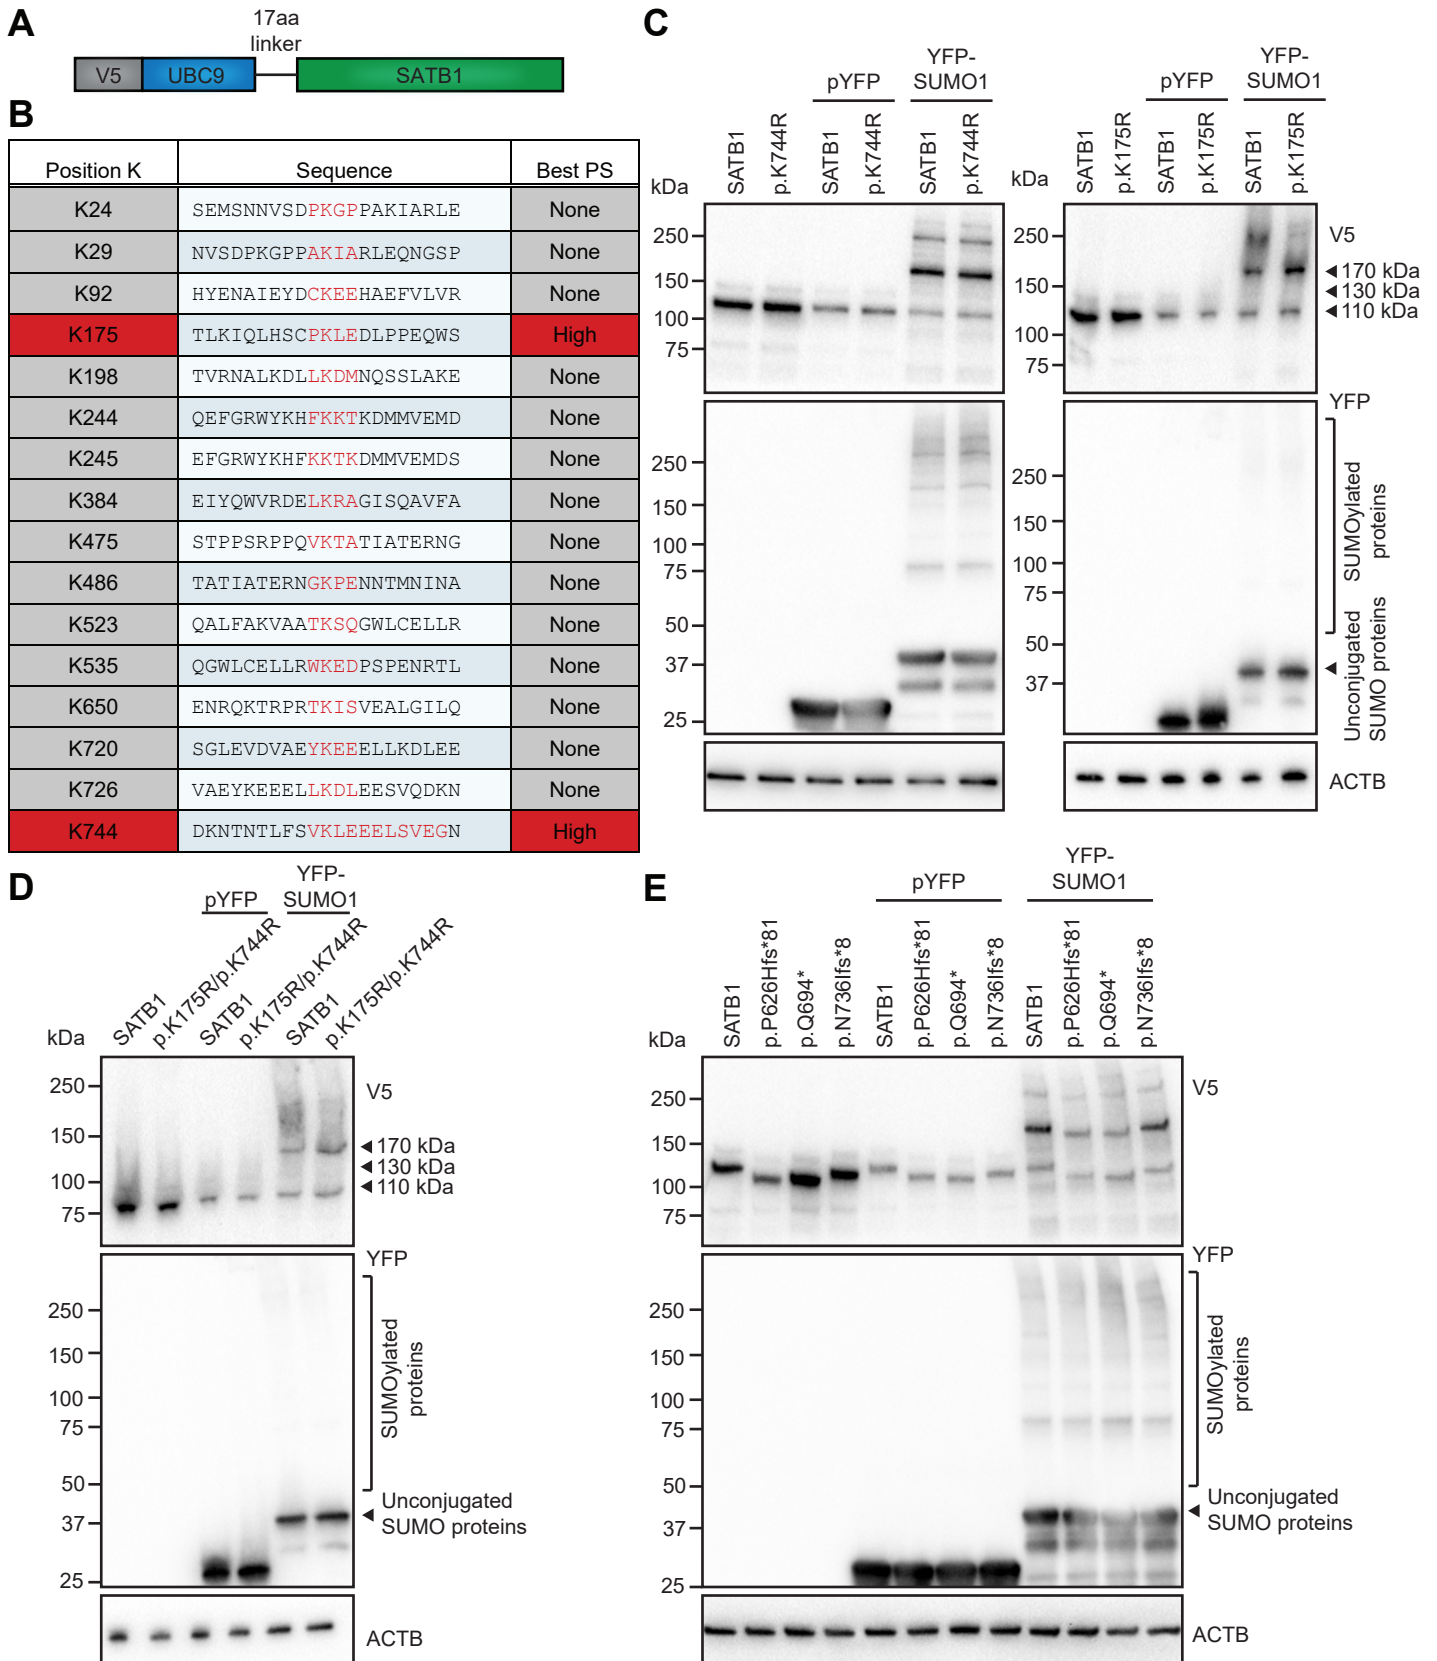 A
17aa
linker
V5 UBC9 SATB1
B
Position K Sequence Best PS
K24 SEMSNNVSDPKGPPAKIARLE None
K29 NVSDPKGPPAKIARLEQNGSP None
K92 HYENAIEYDCKEEHAEFVLVR None
K175 TLKIQLHSCPKLEDLPPEQWS High
K198 TVRNALKDLLKDMNQSSLAKE None
K244 QEFGRWYKHFKKTKDMMVEMD None
K245 EFGRWYKHFKKTKDMMVEMDS None
K384 EIYQWVRDELKRAGISQAVFA None
K475 STPPSRPPQVKTATIATERNG None
K486 TATIATERNGKPENNTMNINA None
K523 QALFAKVAATKSQGWLCELLR None
K535 QGWLCELLRWKEDPSPENRTL None
K650 ENRQKTRPRTKISVEALGILQ None
K720 SGLEVDVAEYKEEELLKDLEE None
K726 VAEYKEEELLKDLEESVQDKN None
K744 DKNTNTLFSVKLEEELSVEGN High
C
pYFP
YFP-
SUMO1
kDa
SATB1
p.K744R
SATB1
p.K744R
SATB1
p.K744R
250
150
100
75
250
150
100
75
50
37
25
pYFP
YFP-
SUMO1
kDa
SATB1
p.K175R
SATB1
p.K175R
SATB1
p.K175R
250
150
100
75
V5
170 kDa
130 kDa
110 kDa
YFP
250
150
100
75
50
37
SUMOylated
proteins
Unconjugated
SUMO proteins
ACTB
D
pYFP
YFP-
SUMO1
kDa
SATB1
p.K175R/p.K744R
SATB1
p.K175R/p.K744R
SATB1
p.K175R/p.K744R
250
150
100
75
V5
170 kDa
130 kDa
110 kDa
YFP
250
150
100
75
50
37
25
SUMOylated
proteins
Unconjugated
SUMO proteins
ACTB
E
pYFP
YFP-
SUMO1
kDa
SATB1
p.P626Hfs*81
p.Q694*
p.N736Ifs*8
SATB1
p.P626Hfs*81
p.Q694*
p.N736Ifs*8
SATB1
p.P626Hfs*81
p.Q694*
p.N736Ifs*8
250
150
100
75
V5
YFP
250
150
100
75
50
37
25
SUMOylated
proteins
Unconjugated
SUMO proteins
ACTB